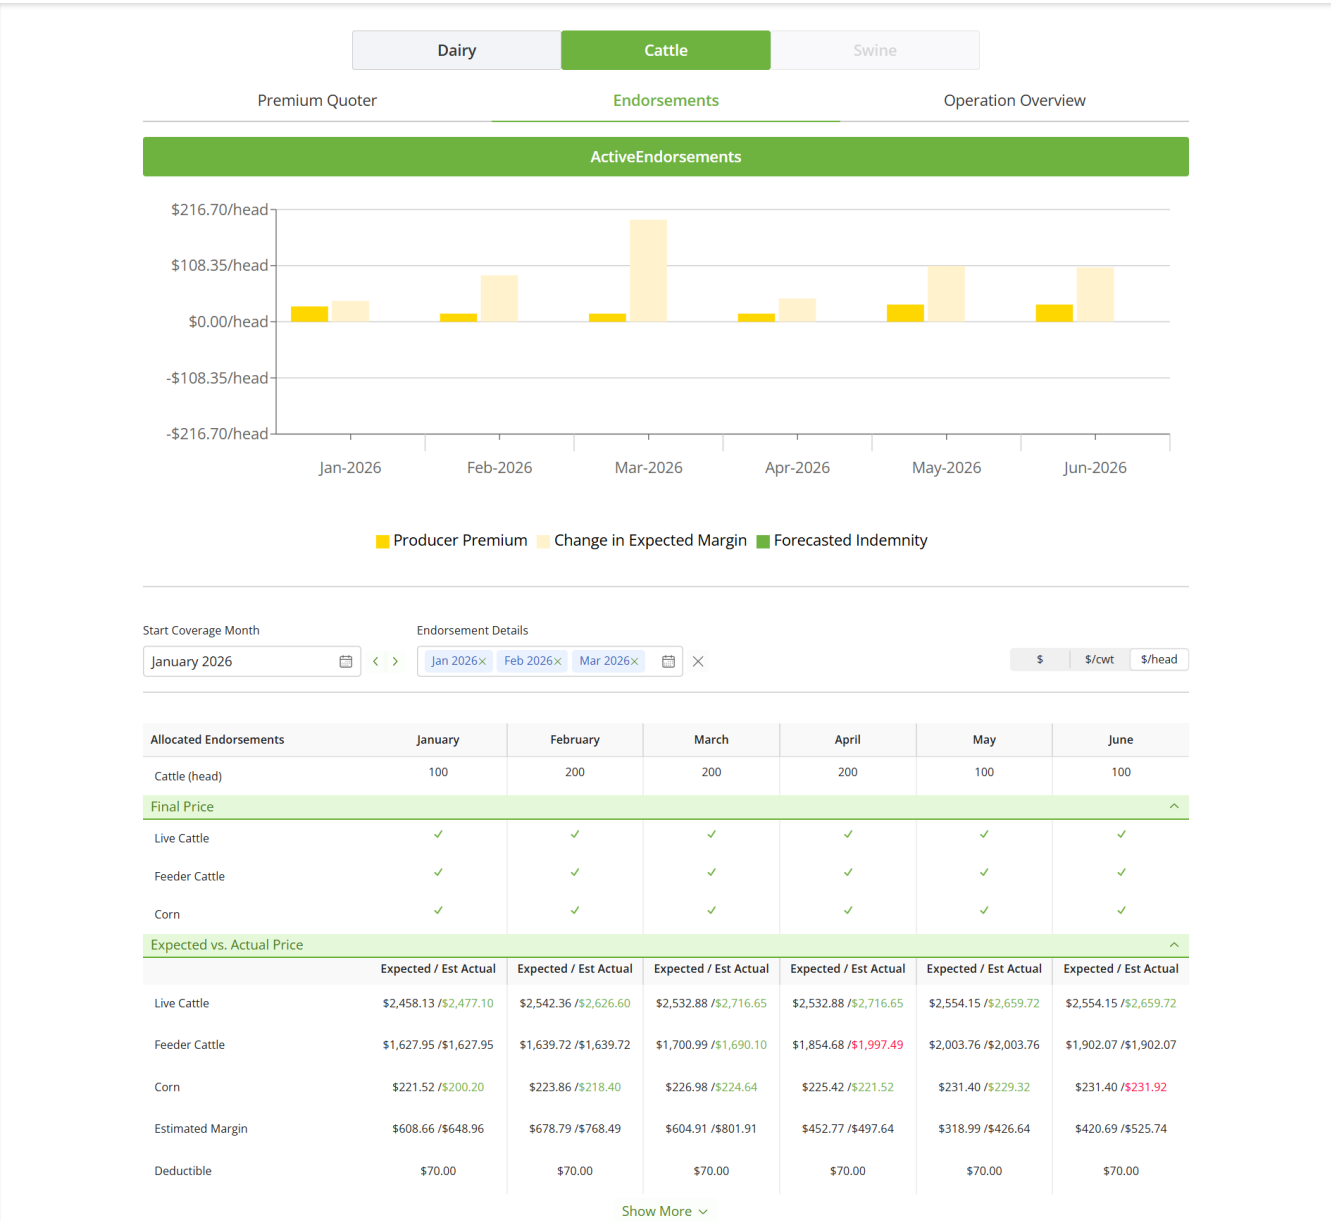 Dairy Cattle Swine
Premium Quoter Endorsements Operation Overview
ActiveEndorsements
$216.70/head
$108.35/head
$0.00/head
-$108.35/head
-$216.70/head
Jan-2026 Feb-2026 Mar-2026 Apr-2026 May-2026 Jun-2026
Producer Premium Change in Expected Margin Forecasted Indemnity
Start Coverage Month Endorsement Details
January 2026 Jan 2026 Feb 2026 Mar 2026 $ $/cwt $/head
Allocated Endorsements January February March April May June
Cattle (head) 100 200 200 200 100 100
Final Price
Live Cattle
Feeder Cattle
Corn
Expected vs. Actual Price
Expected / Est Actual Expected / Est Actual Expected / Est Actual Expected / Est Actual Expected / Est Actual Expected / Est Actual
Live Cattle $2,458.13 /$2,477.10 $2,542.36 /$2,626.60 $2,532.88 /$2,716.65 $2,532.88 /$2,716.65 $2,554.15 /$2,659.72 $2,554.15 /$2,659.72
Feeder Cattle $1,627.95 /$1,627.95 $1,639.72 /$1,639.72 $1,700.99 /$1,690.10 $1,854.68 /$1,997.49 $2,003.76 /$2,003.76 $1,902.07 /$1,902.07
Corn $221.52 /$200.20 $223.86 /$218.40 $226.98 /$224.64 $225.42 /$221.52 $231.40 /$229.32 $231.40 /$231.92
Estimated Margin $608.66 /$648.96 $678.79 /$768.49 $604.91 /$801.91 $452.77 /$497.64 $318.99 /$426.64 $420.69 /$525.74
Deductible $70.00 $70.00 $70.00 $70.00 $70.00 $70.00
Show More